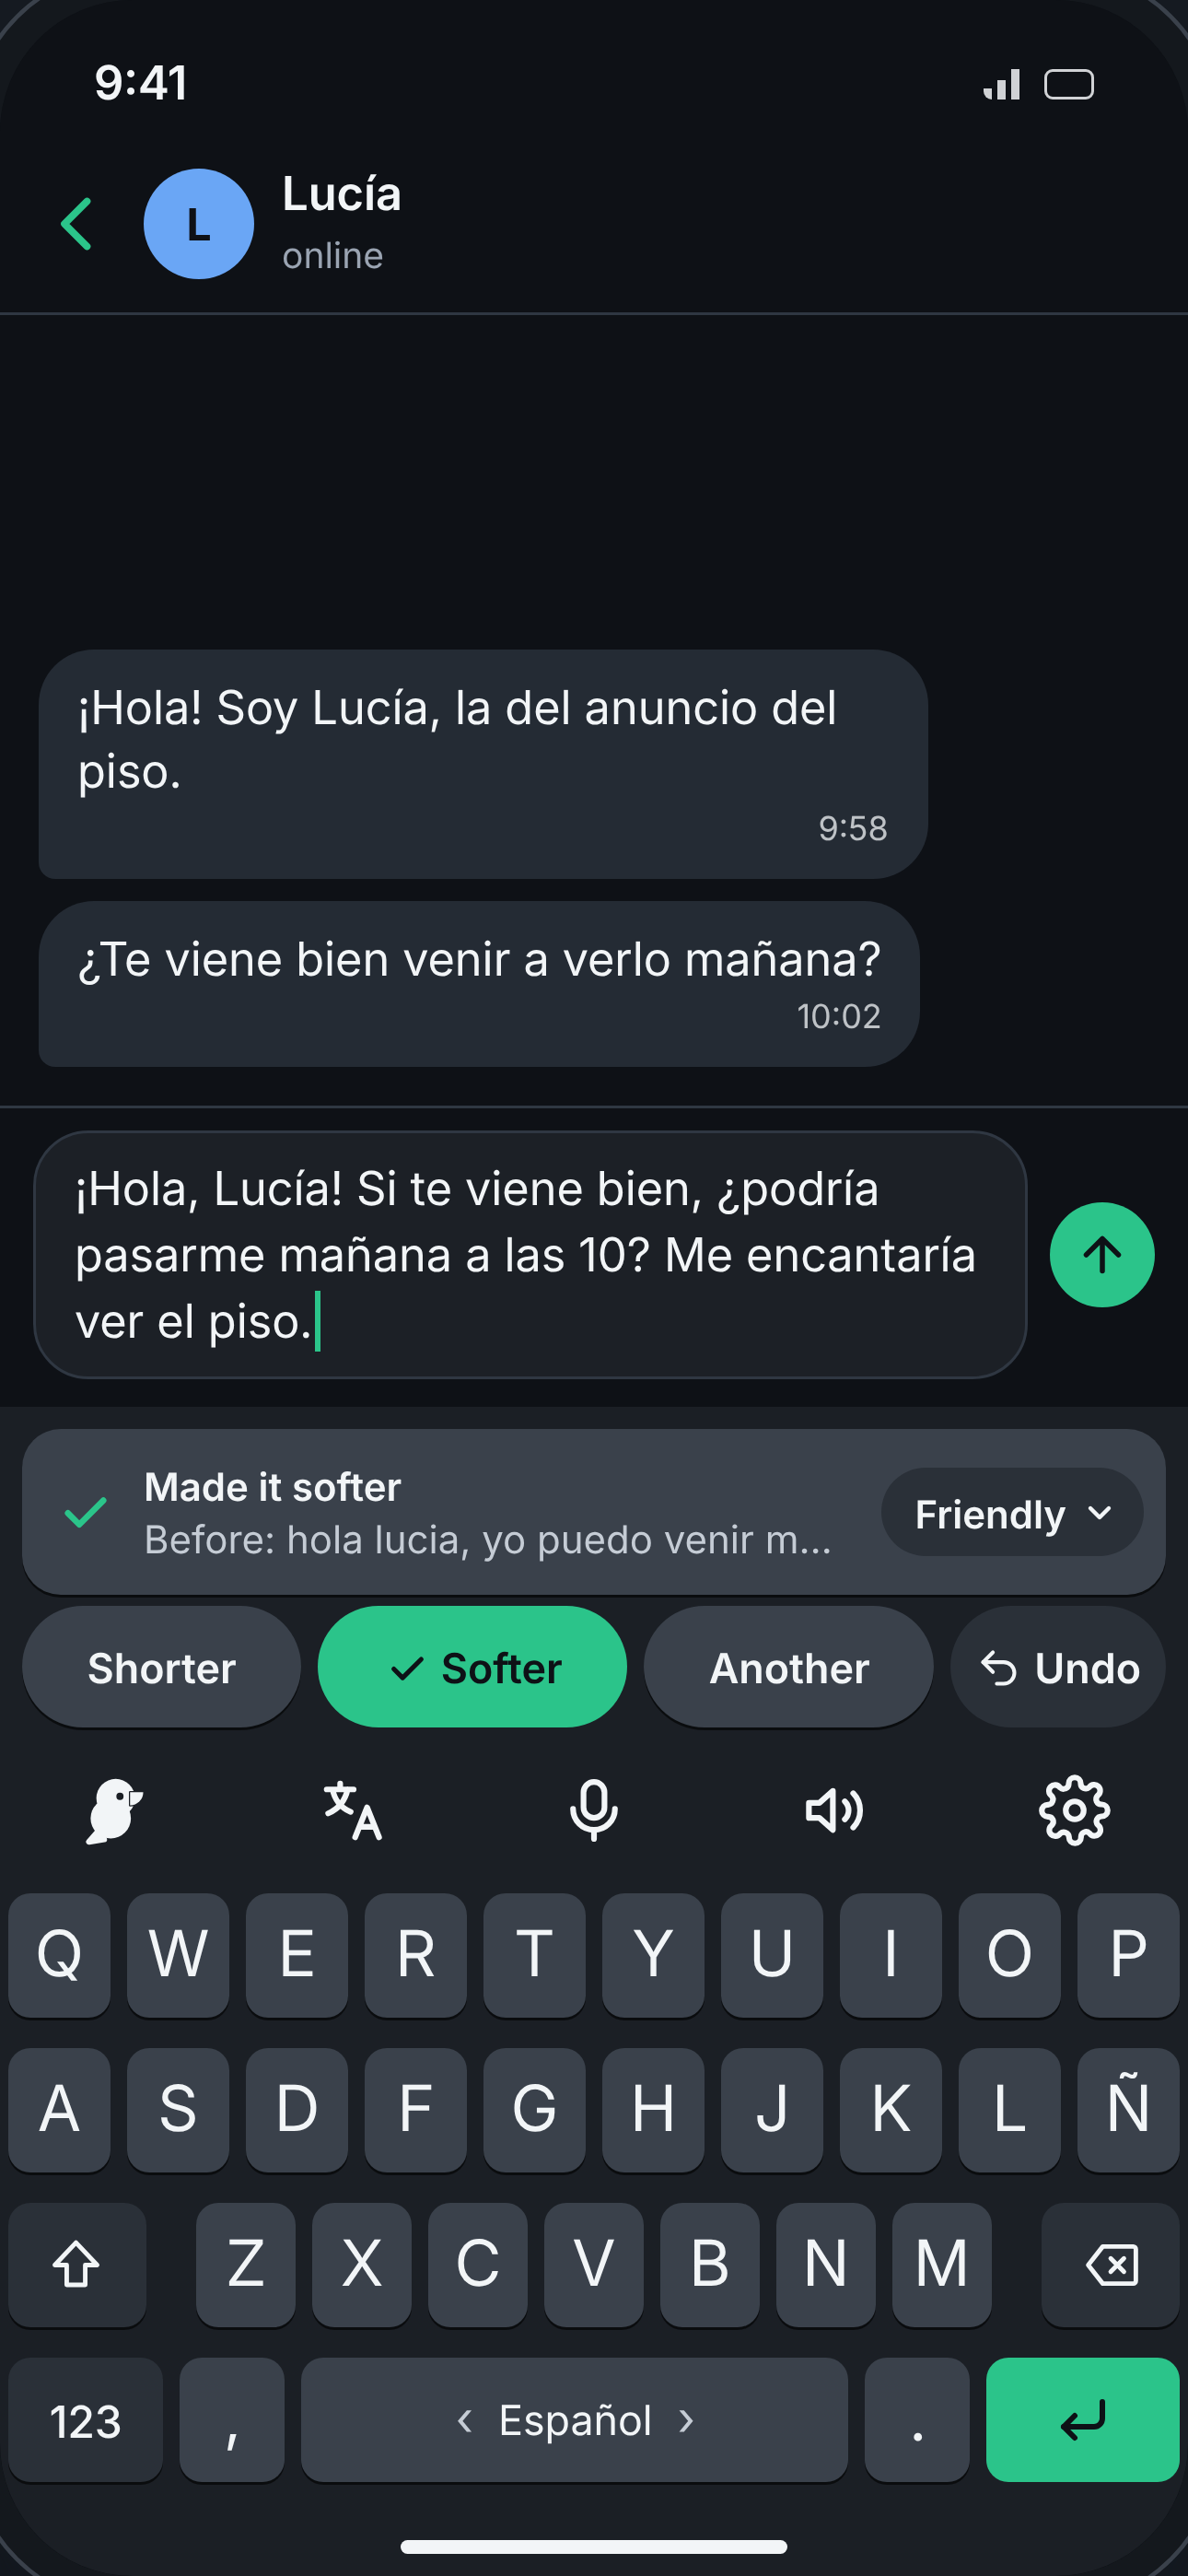 9:41
L
Lucía
online
¡Hola! Soy Lucía, la del anuncio del
piso.
9:58
¿Te viene bien venir a verlo mañana?
10:02
¡Hola, Lucía! Si te viene bien, ¿podría
pasarme mañana a las 10? Me encantaría
ver el piso.
Made it softer
Before: hola lucia, yo puedo venir m...
Friendly
Shorter
Softer
Another
Undo
Q W E R T Y U I O P
A S D F G H J K L Ñ
Z X C V B N M
123 , ‹ Español › .